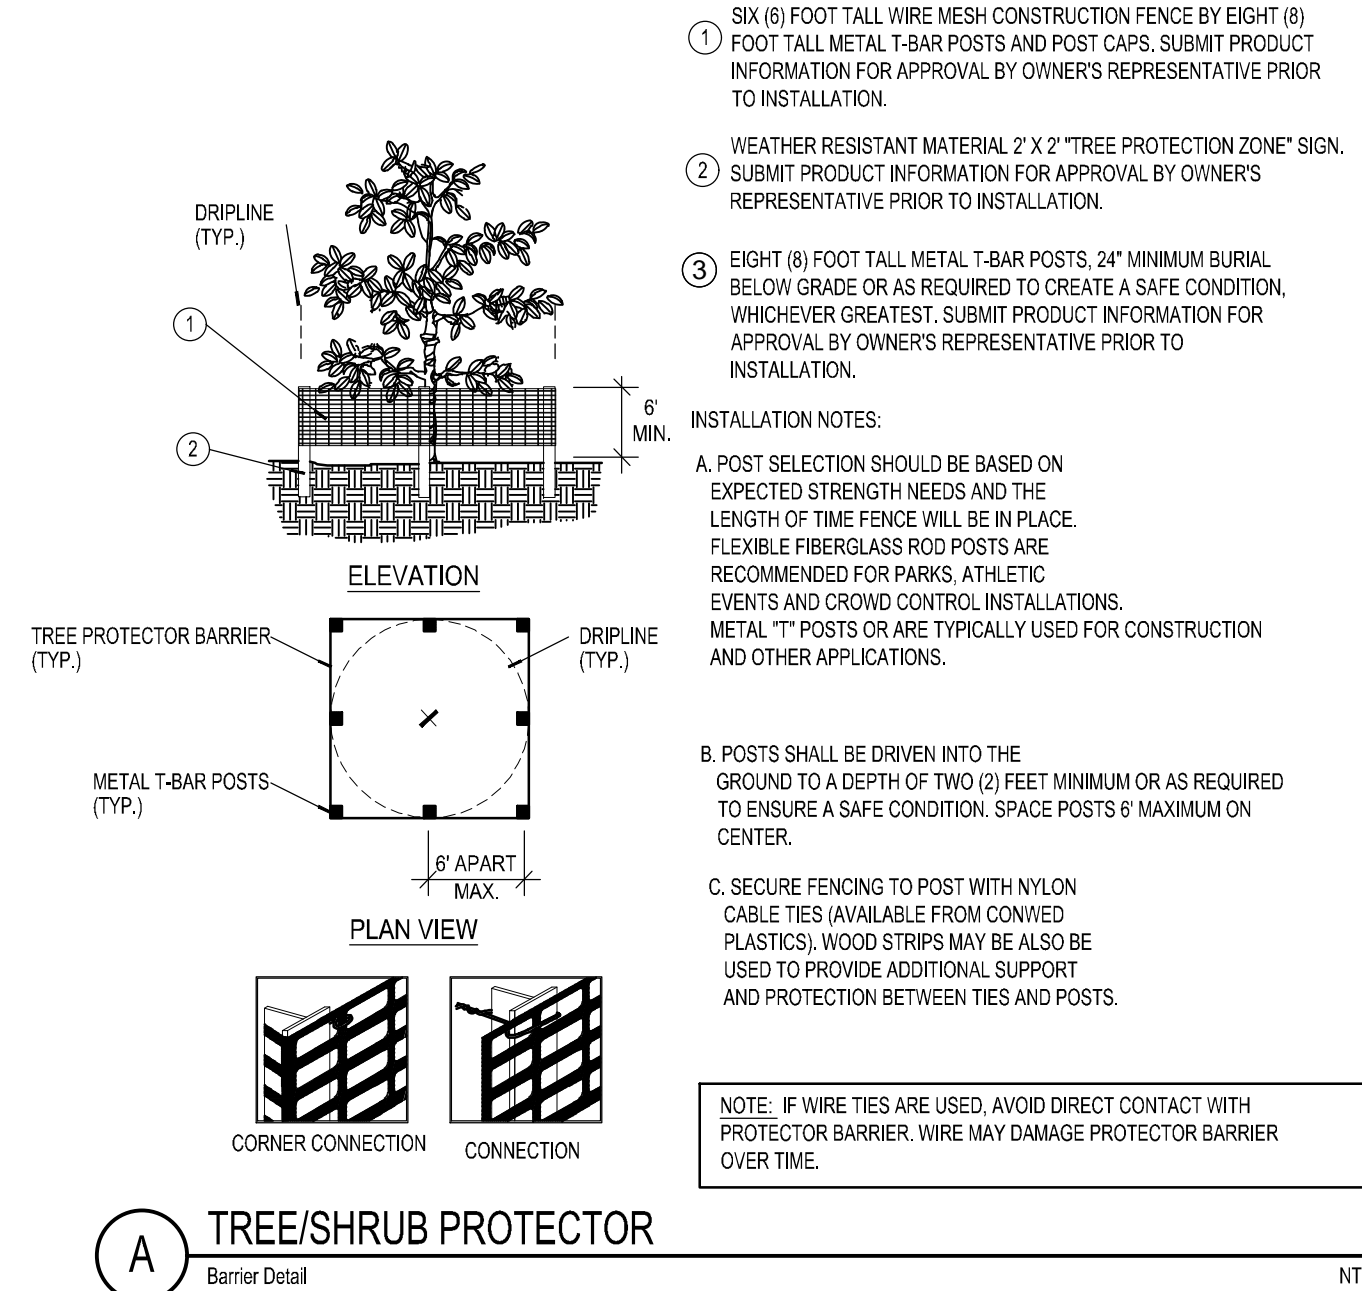 SIX (6) FOOT TALL WIRE MESH CONSTRUCTION FENCE BY EIGHT (8)
1 FOOT TALL METAL T-BAR POSTS AND POST CAPS. SUBMIT PRODUCT
INFORMATION FOR APPROVAL BY OWNER'S REPRESENTATIVE PRIOR
TO INSTALLATION.
WEATHER RESISTANT MATERIAL 2' X 2' "TREE PROTECTION ZONE" SIGN.
2 SUBMIT PRODUCT INFORMATION FOR APPROVAL BY OWNER'S
REPRESENTATIVE PRIOR TO INSTALLATION.
3 EIGHT (8) FOOT TALL METAL T-BAR POSTS, 24" MINIMUM BURIAL
BELOW GRADE OR AS REQUIRED TO CREATE A SAFE CONDITION,
WHICHEVER GREATEST. SUBMIT PRODUCT INFORMATION FOR
APPROVAL BY OWNER'S REPRESENTATIVE PRIOR TO
INSTALLATION.
INSTALLATION NOTES:
A. POST SELECTION SHOULD BE BASED ON
EXPECTED STRENGTH NEEDS AND THE
LENGTH OF TIME FENCE WILL BE IN PLACE.
FLEXIBLE FIBERGLASS ROD POSTS ARE
RECOMMENDED FOR PARKS, ATHLETIC
EVENTS AND CROWD CONTROL INSTALLATIONS.
METAL "T" POSTS OR ARE TYPICALLY USED FOR CONSTRUCTION
AND OTHER APPLICATIONS.
B. POSTS SHALL BE DRIVEN INTO THE
GROUND TO A DEPTH OF TWO (2) FEET MINIMUM OR AS REQUIRED
TO ENSURE A SAFE CONDITION. SPACE POSTS 6' MAXIMUM ON
CENTER.
C. SECURE FENCING TO POST WITH NYLON
CABLE TIES (AVAILABLE FROM CONWED
PLASTICS). WOOD STRIPS MAY BE ALSO BE
USED TO PROVIDE ADDITIONAL SUPPORT
AND PROTECTION BETWEEN TIES AND POSTS.
NOTE: IF WIRE TIES ARE USED, AVOID DIRECT CONTACT WITH
PROTECTOR BARRIER. WIRE MAY DAMAGE PROTECTOR BARRIER
OVER TIME.
DRIPLINE
(TYP.)
1
2
6'
MIN.
ELEVATION
TREE PROTECTOR BARRIER
(TYP.)
DRIPLINE
(TYP.)
METAL T-BAR POSTS
(TYP.)
6' APART
MAX.
PLAN VIEW
CORNER CONNECTION
CONNECTION
A
TREE/SHRUB PROTECTOR
Barrier Detail
NT